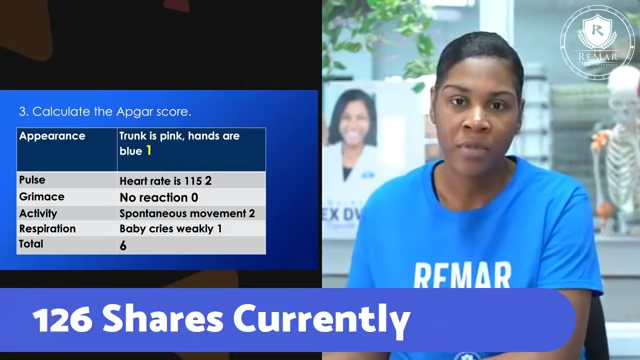 3. Calculate the Apgar score.
Appearance
Trunk is pink, hands are
blue 1
Pulse
Heart rate is 115 2
Grimace
No reaction 0
Activity
Spontaneous movement 2
Respiration
Baby cries weakly 1
Total
6
R
REMAR
EX DV
REMAR
126 Shares Currently